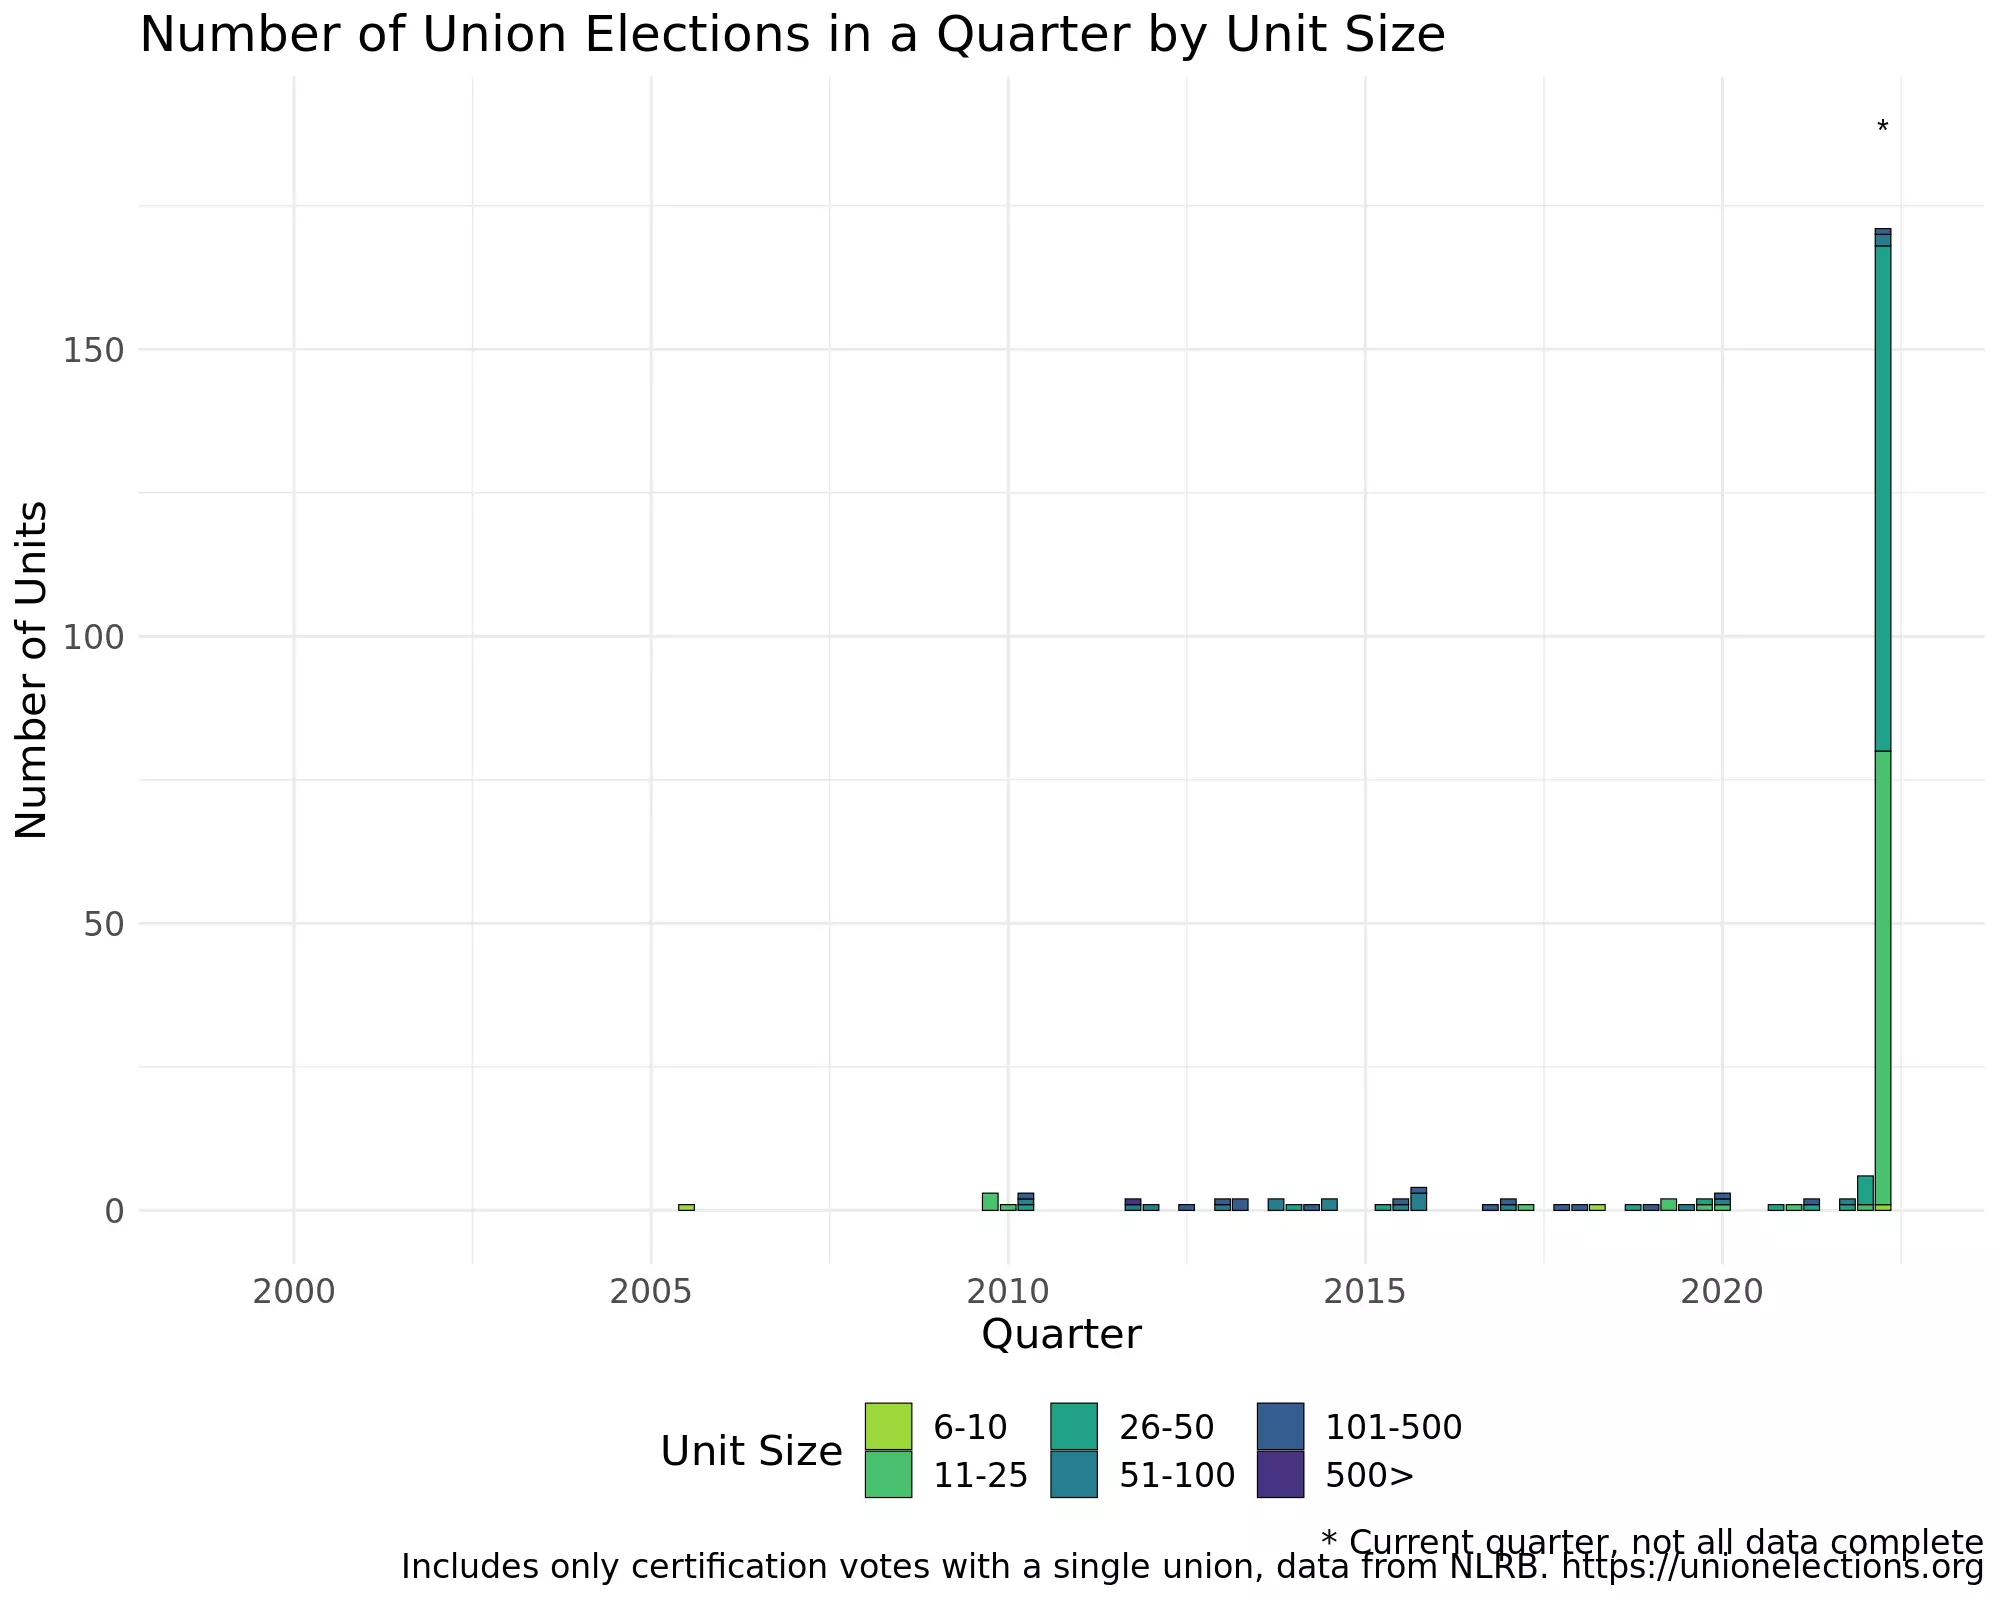 Number of Union Elections in a Quarter by Unit Size
*
150
100
50
0
Number of Units
2000 2005 2010 2015 2020
Quarter
Unit Size
6-10 26-50 101-500
11-25 51-100 500>
* Current quarter, not all data complete
Includes only certification votes with a single union, data from NLRB. https://unionelections.org